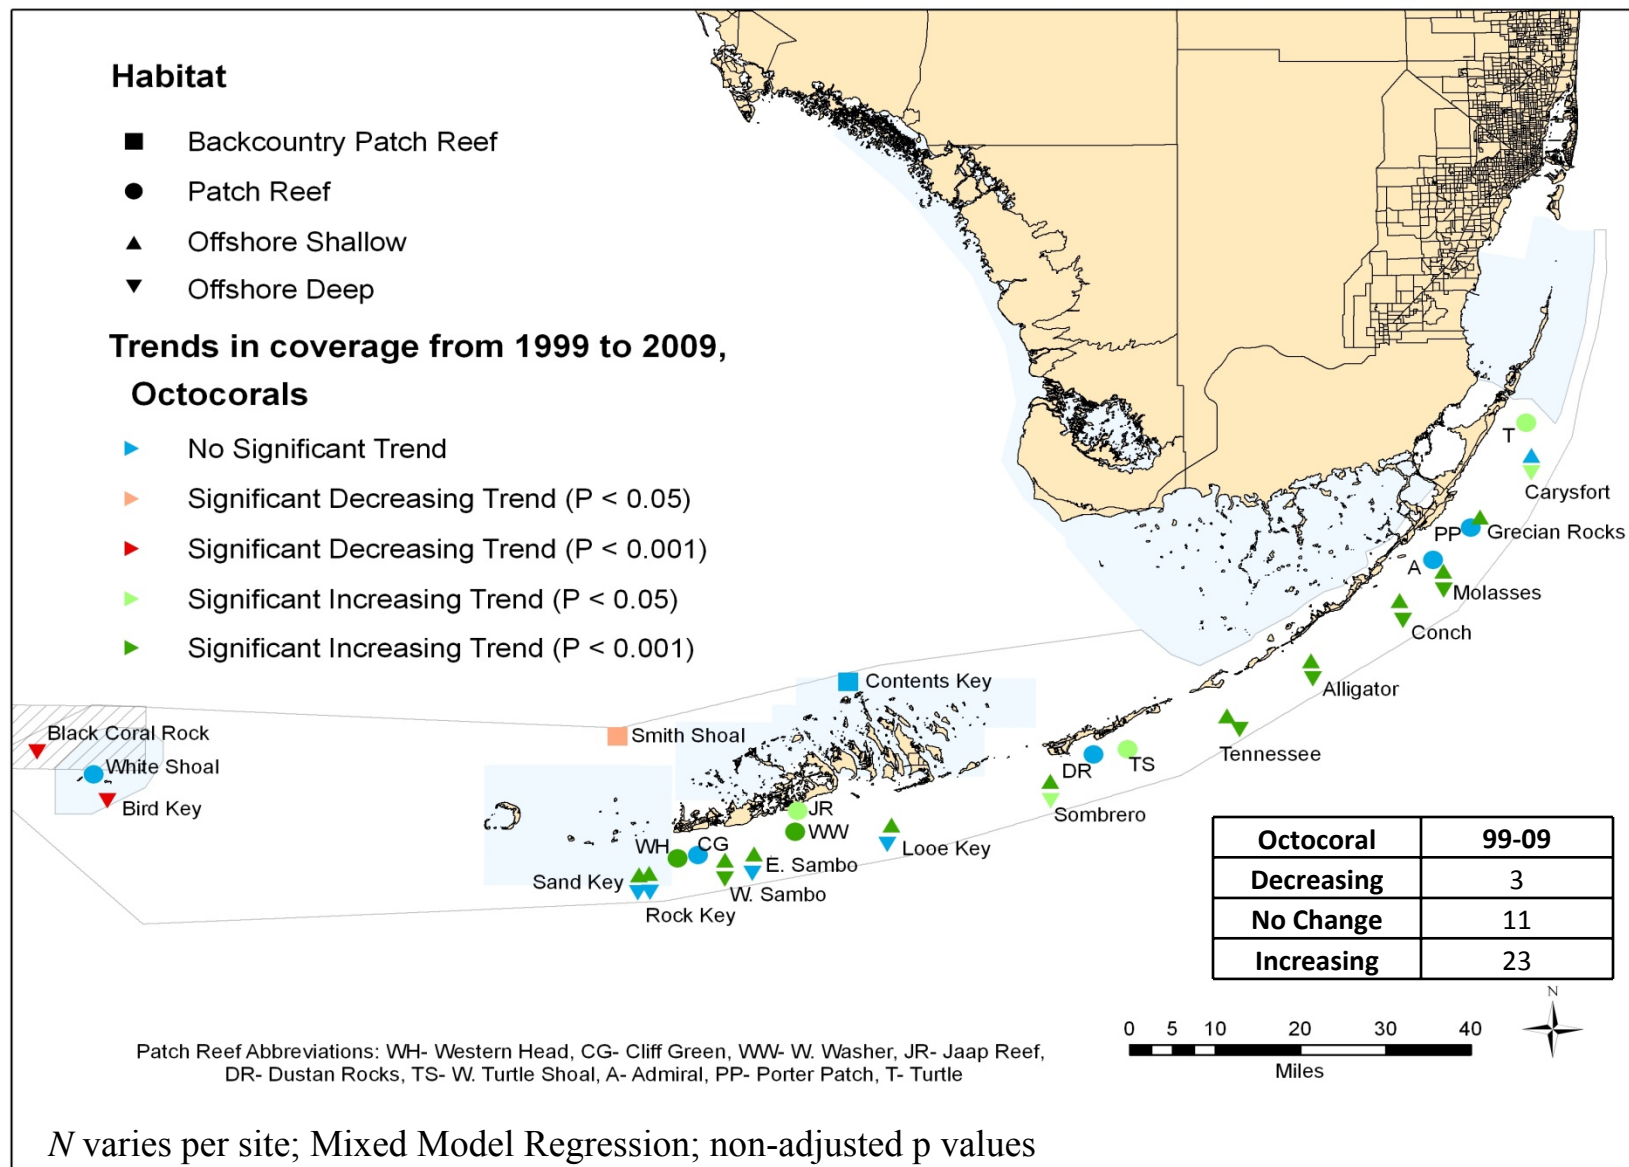 Habitat
Backcountry Patch Reef
Patch Reef
Offshore Shallow
Offshore Deep
Trends in coverage from 1999 to 2009,
Octocorals
No Significant Trend
Significant Decreasing Trend (P < 0.05)
Significant Decreasing Trend (P < 0.001)
Significant Increasing Trend (P < 0.05)
Significant Increasing Trend (P < 0.001)
T
Carysfort
PP
Grecian Rocks
A
Molasses
Conch
Alligator
Tennessee
Contents Key
Smith Shoal
Black Coral Rock
White Shoal
Bird Key
DR
TS
Sombrero
JR
WW
Looe Key
WH
CG
E. Sambo
Sand Key
W. Sambo
Rock Key
Octocoral 99-09
Decreasing 3
No Change 11
Increasing 23
N
0 5 10 20 30 40
Miles
Patch Reef Abbreviations: WH- Western Head, CG- Cliff Green, WW- W. Washer, JR- Jaap Reef,
DR- Dustan Rocks, TS- W. Turtle Shoal, A- Admiral, PP- Porter Patch, T- Turtle
N varies per site; Mixed Model Regression; non-adjusted p values